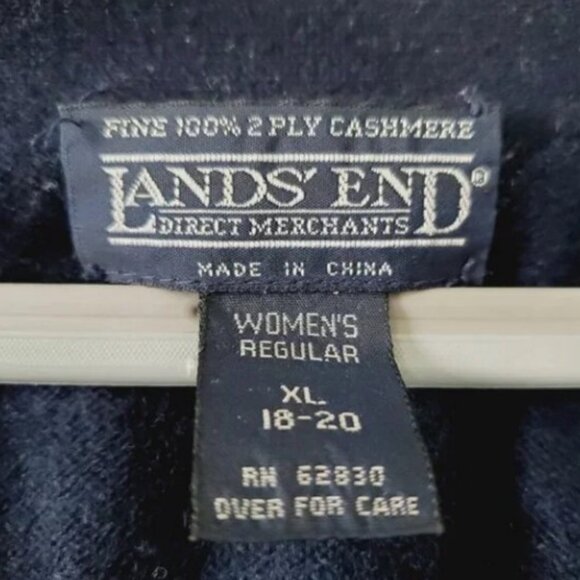 FINE 100% 2 PLY CASHMERE
LANDS' END®
DIRECT MERCHANTS
MADE IN CHINA
WOMEN'S
REGULAR
XL
18-20
RN 62830
OVER FOR CARE